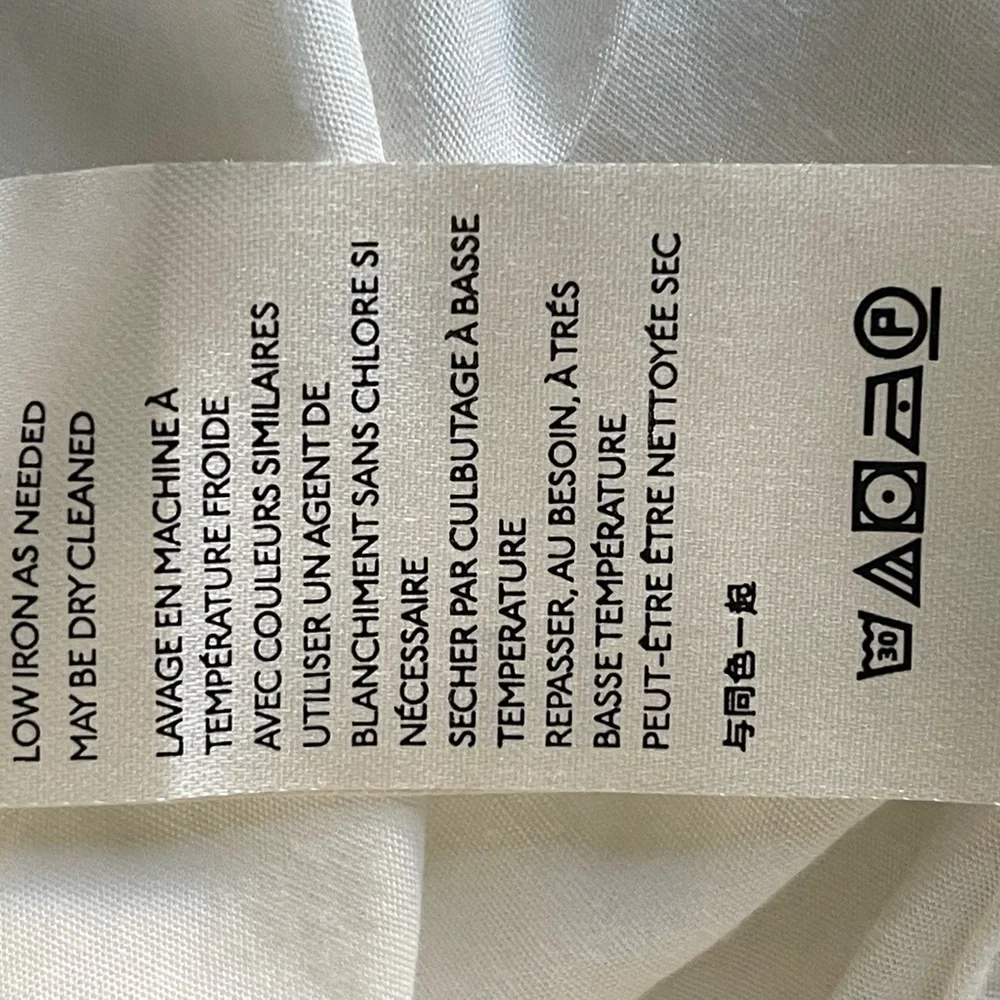 LOW IRON AS NEEDED
MAY BE DRY CLEANED
LAVAGE EN MACHINE À
TEMPÉRATURE FROIDE
AVEC COULEURS SIMILAIRES
UTILISER UN AGENT DE
BLANCHIMENT SANS CHLORE SI
NÉCESSAIRE
SECHER PAR CULBUTAGE À BASSE
TEMPERATURE
REPASSER, AU BESOIN, À TRÉS
BASSE TEMPÉRATURE
PEUT-ÊTRE ÊTRE NETTOYÉE SEC
与同色一起
30 P